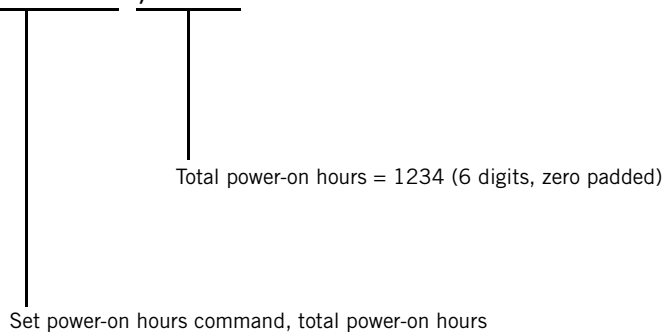 Total power-on hours = 1234 (6 digits, zero padded)
Set power-on hours command, total power-on hours